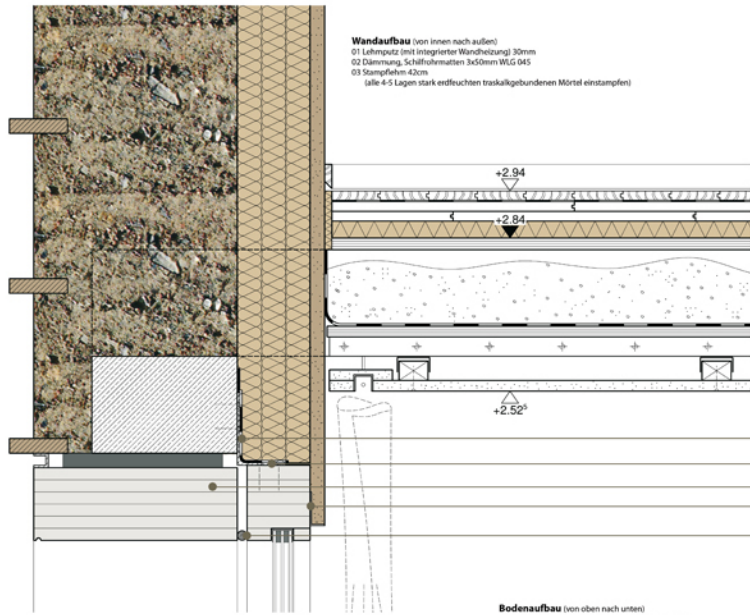 Wandaufbau (von innen nach außen)
01 Lehmputz (mit integrierter Wandheizung) 30mm
02 Dämmung, Schilfrohrmatten 3x50mm WLG 045
03 Stampflehm 42cm
(alle 4-5 Lagen stark erdfeuchten traskalkgebundenen Mörtel einstampfen)
+2.94
+2.84
+2.52⁵
Bodenaufbau (von oben nach unten)